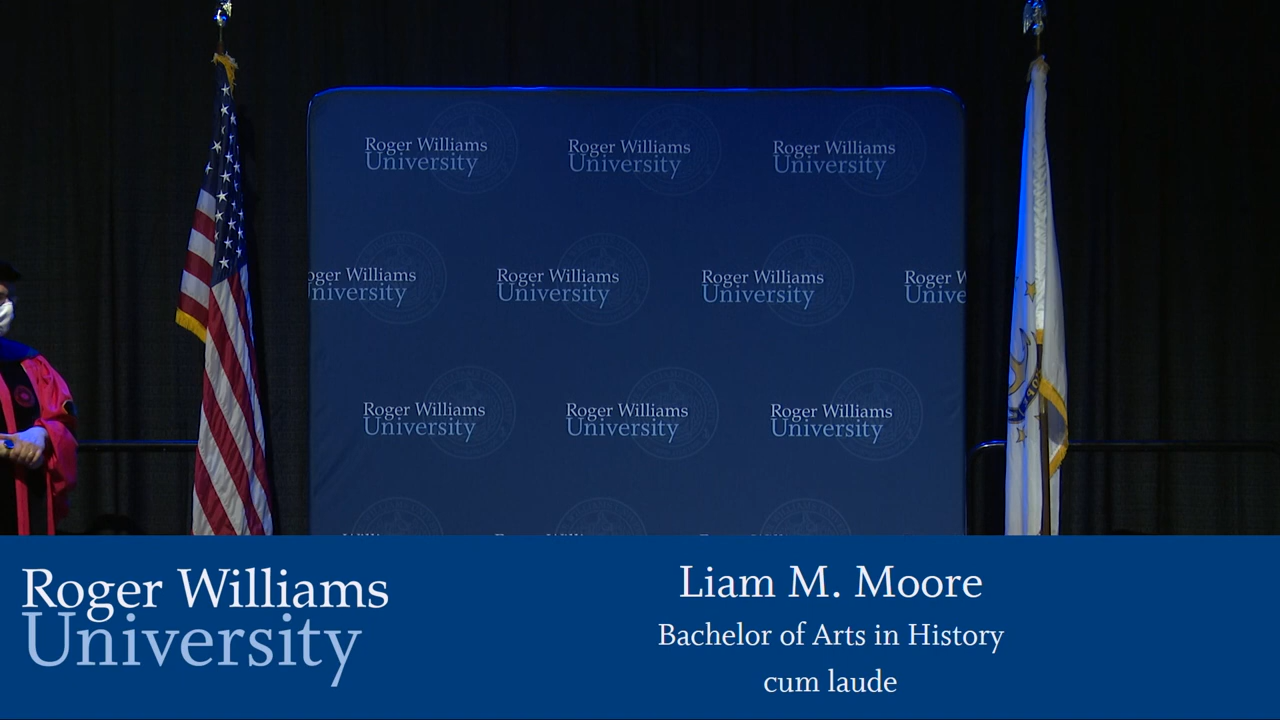 Roger Williams
University
Roger Williams
University
Roger Williams
University
oger Williams
University
Roger Williams
University
Roger Williams
University
Roger W
Unive
Roger Williams
University
Roger Williams
University
Roger Williams
University
Roger Williams
University
Liam M. Moore
Bachelor of Arts in History
cum laude